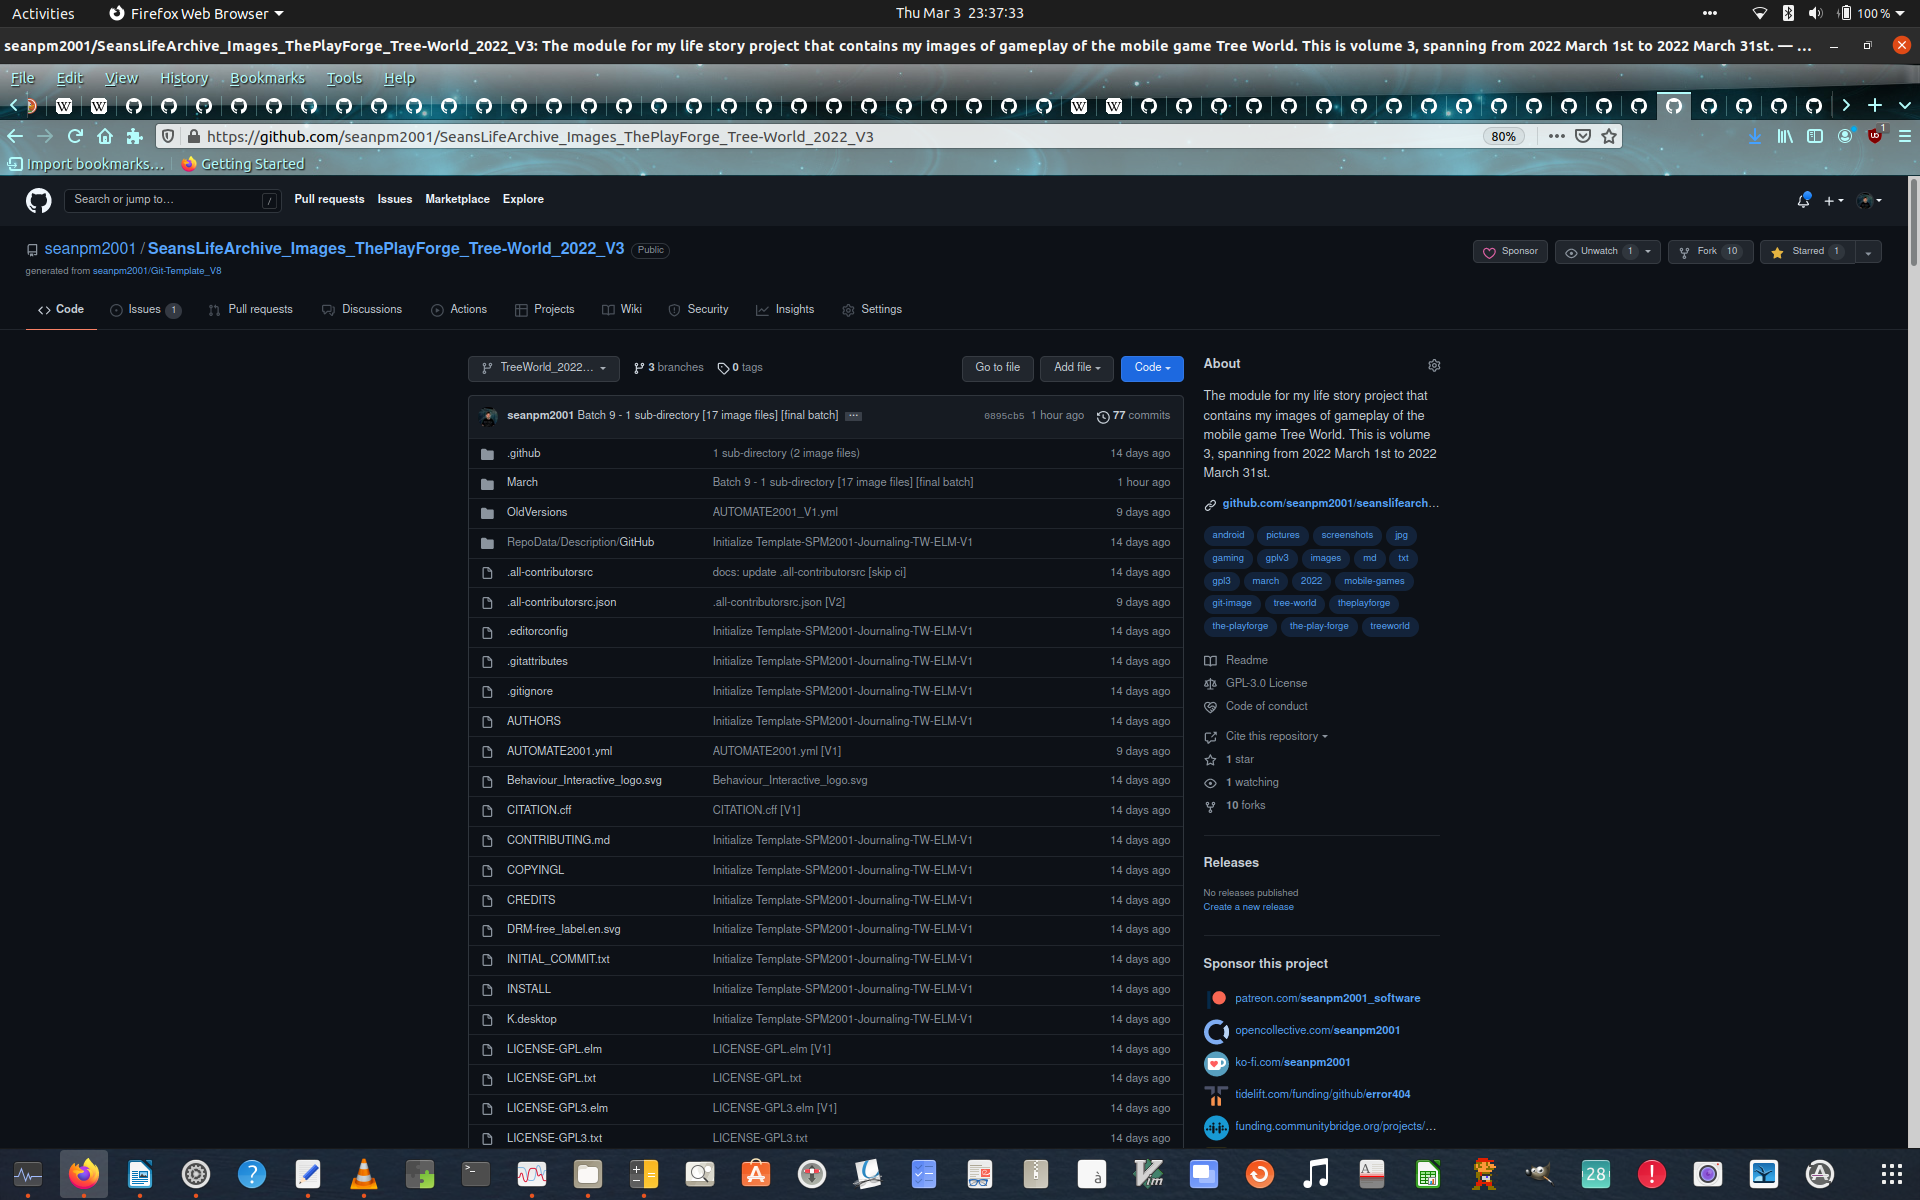 Activities Firefox Web Browser Thu Mar 3 23:37:33 100 %
seanpm2001/SeansLifeArchive_Images_ThePlayForge_Tree-World_2022_V3: The module for my life story project that contains my images of gameplay of the mobile game Tree World. This is volume 3, spanning from 2022 March 1st to 2022 March 31st. — ...
File Edit View History Bookmarks Tools Help
https://github.com/seanpm2001/SeansLifeArchive_Images_ThePlayForge_Tree-World_2022_V3 80% 1
Import bookmarks... Getting Started
Search or jump to... / Pull requests Issues Marketplace Explore
seanpm2001 / SeansLifeArchive_Images_ThePlayForge_Tree-World_2022_V3 Public Sponsor Unwatch 1 Fork 10 Starred 1
generated from seanpm2001/Git-Template_V8
Code Issues 1 Pull requests Discussions Actions Projects Wiki Security Insights Settings
TreeWorld_2022... 3 branches 0 tags Go to file Add file Code
seanpm2001 Batch 9 - 1 sub-directory [17 image files] [final batch] ... 0895cb5 1 hour ago 77 commits
.github 1 sub-directory (2 image files) 14 days ago
March Batch 9 - 1 sub-directory [17 image files] [final batch] 1 hour ago
OldVersions AUTOMATE2001_V1.yml 9 days ago
RepoData/Description/GitHub Initialize Template-SPM2001-Journaling-TW-ELM-V1 14 days ago
.all-contributorsrc docs: update .all-contributorsrc [skip ci] 14 days ago
.all-contributorsrc.json .all-contributorsrc.json [V2] 9 days ago
.editorconfig Initialize Template-SPM2001-Journaling-TW-ELM-V1 14 days ago
.gitattributes Initialize Template-SPM2001-Journaling-TW-ELM-V1 14 days ago
.gitignore Initialize Template-SPM2001-Journaling-TW-ELM-V1 14 days ago
AUTHORS Initialize Template-SPM2001-Journaling-TW-ELM-V1 14 days ago
AUTOMATE2001.yml AUTOMATE2001.yml [V1] 9 days ago
Behaviour_Interactive_logo.svg Behaviour_Interactive_logo.svg 14 days ago
CITATION.cff CITATION.cff [V1] 14 days ago
CONTRIBUTING.md Initialize Template-SPM2001-Journaling-TW-ELM-V1 14 days ago
COPYINGL Initialize Template-SPM2001-Journaling-TW-ELM-V1 14 days ago
CREDITS Initialize Template-SPM2001-Journaling-TW-ELM-V1 14 days ago
DRM-free_label.en.svg Initialize Template-SPM2001-Journaling-TW-ELM-V1 14 days ago
INITIAL_COMMIT.txt Initialize Template-SPM2001-Journaling-TW-ELM-V1 14 days ago
INSTALL Initialize Template-SPM2001-Journaling-TW-ELM-V1 14 days ago
K.desktop Initialize Template-SPM2001-Journaling-TW-ELM-V1 14 days ago
LICENSE-GPL.elm LICENSE-GPL.elm [V1] 14 days ago
LICENSE-GPL.txt LICENSE-GPL.txt 14 days ago
LICENSE-GPL3.elm LICENSE-GPL3.elm [V1] 14 days ago
LICENSE-GPL3.txt LICENSE-GPL3.txt 14 days ago
About
The module for my life story project that
contains my images of gameplay of the
mobile game Tree World. This is volume
3, spanning from 2022 March 1st to 2022
March 31st.
github.com/seanpm2001/seanslifearch...
android pictures screenshots jpg
gaming gplv3 images md txt
gpl3 march 2022 mobile-games
git-image tree-world theplayforge
the-playforge the-play-forge treeworld
Readme
GPL-3.0 License
Code of conduct
Cite this repository
1 star
1 watching
10 forks
Releases
No releases published
Create a new release
Sponsor this project
patreon.com/seanpm2001_software
opencollective.com/seanpm2001
ko-fi.com/seanpm2001
tidelift.com/funding/github/error404
funding.communitybridge.org/projects/...
28